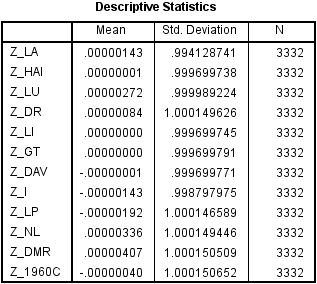 Descriptive Statistics
Mean Std. Deviation N
Z_LA .00000143 .994128741 3332
Z_HAI .00000001 .999699738 3332
Z_LU .00000272 .999989224 3332
Z_DR .00000084 1.000149626 3332
Z_LI .00000000 .999699745 3332
Z_GT .00000000 .999699791 3332
Z_DAV -.00000001 .999699771 3332
Z_I -.00000143 .998797975 3332
Z_LP -.00000192 1.000146589 3332
Z_NL .00000336 1.000149446 3332
Z_DMR .00000407 1.000150509 3332
Z_1960C -.00000040 1.000150652 3332